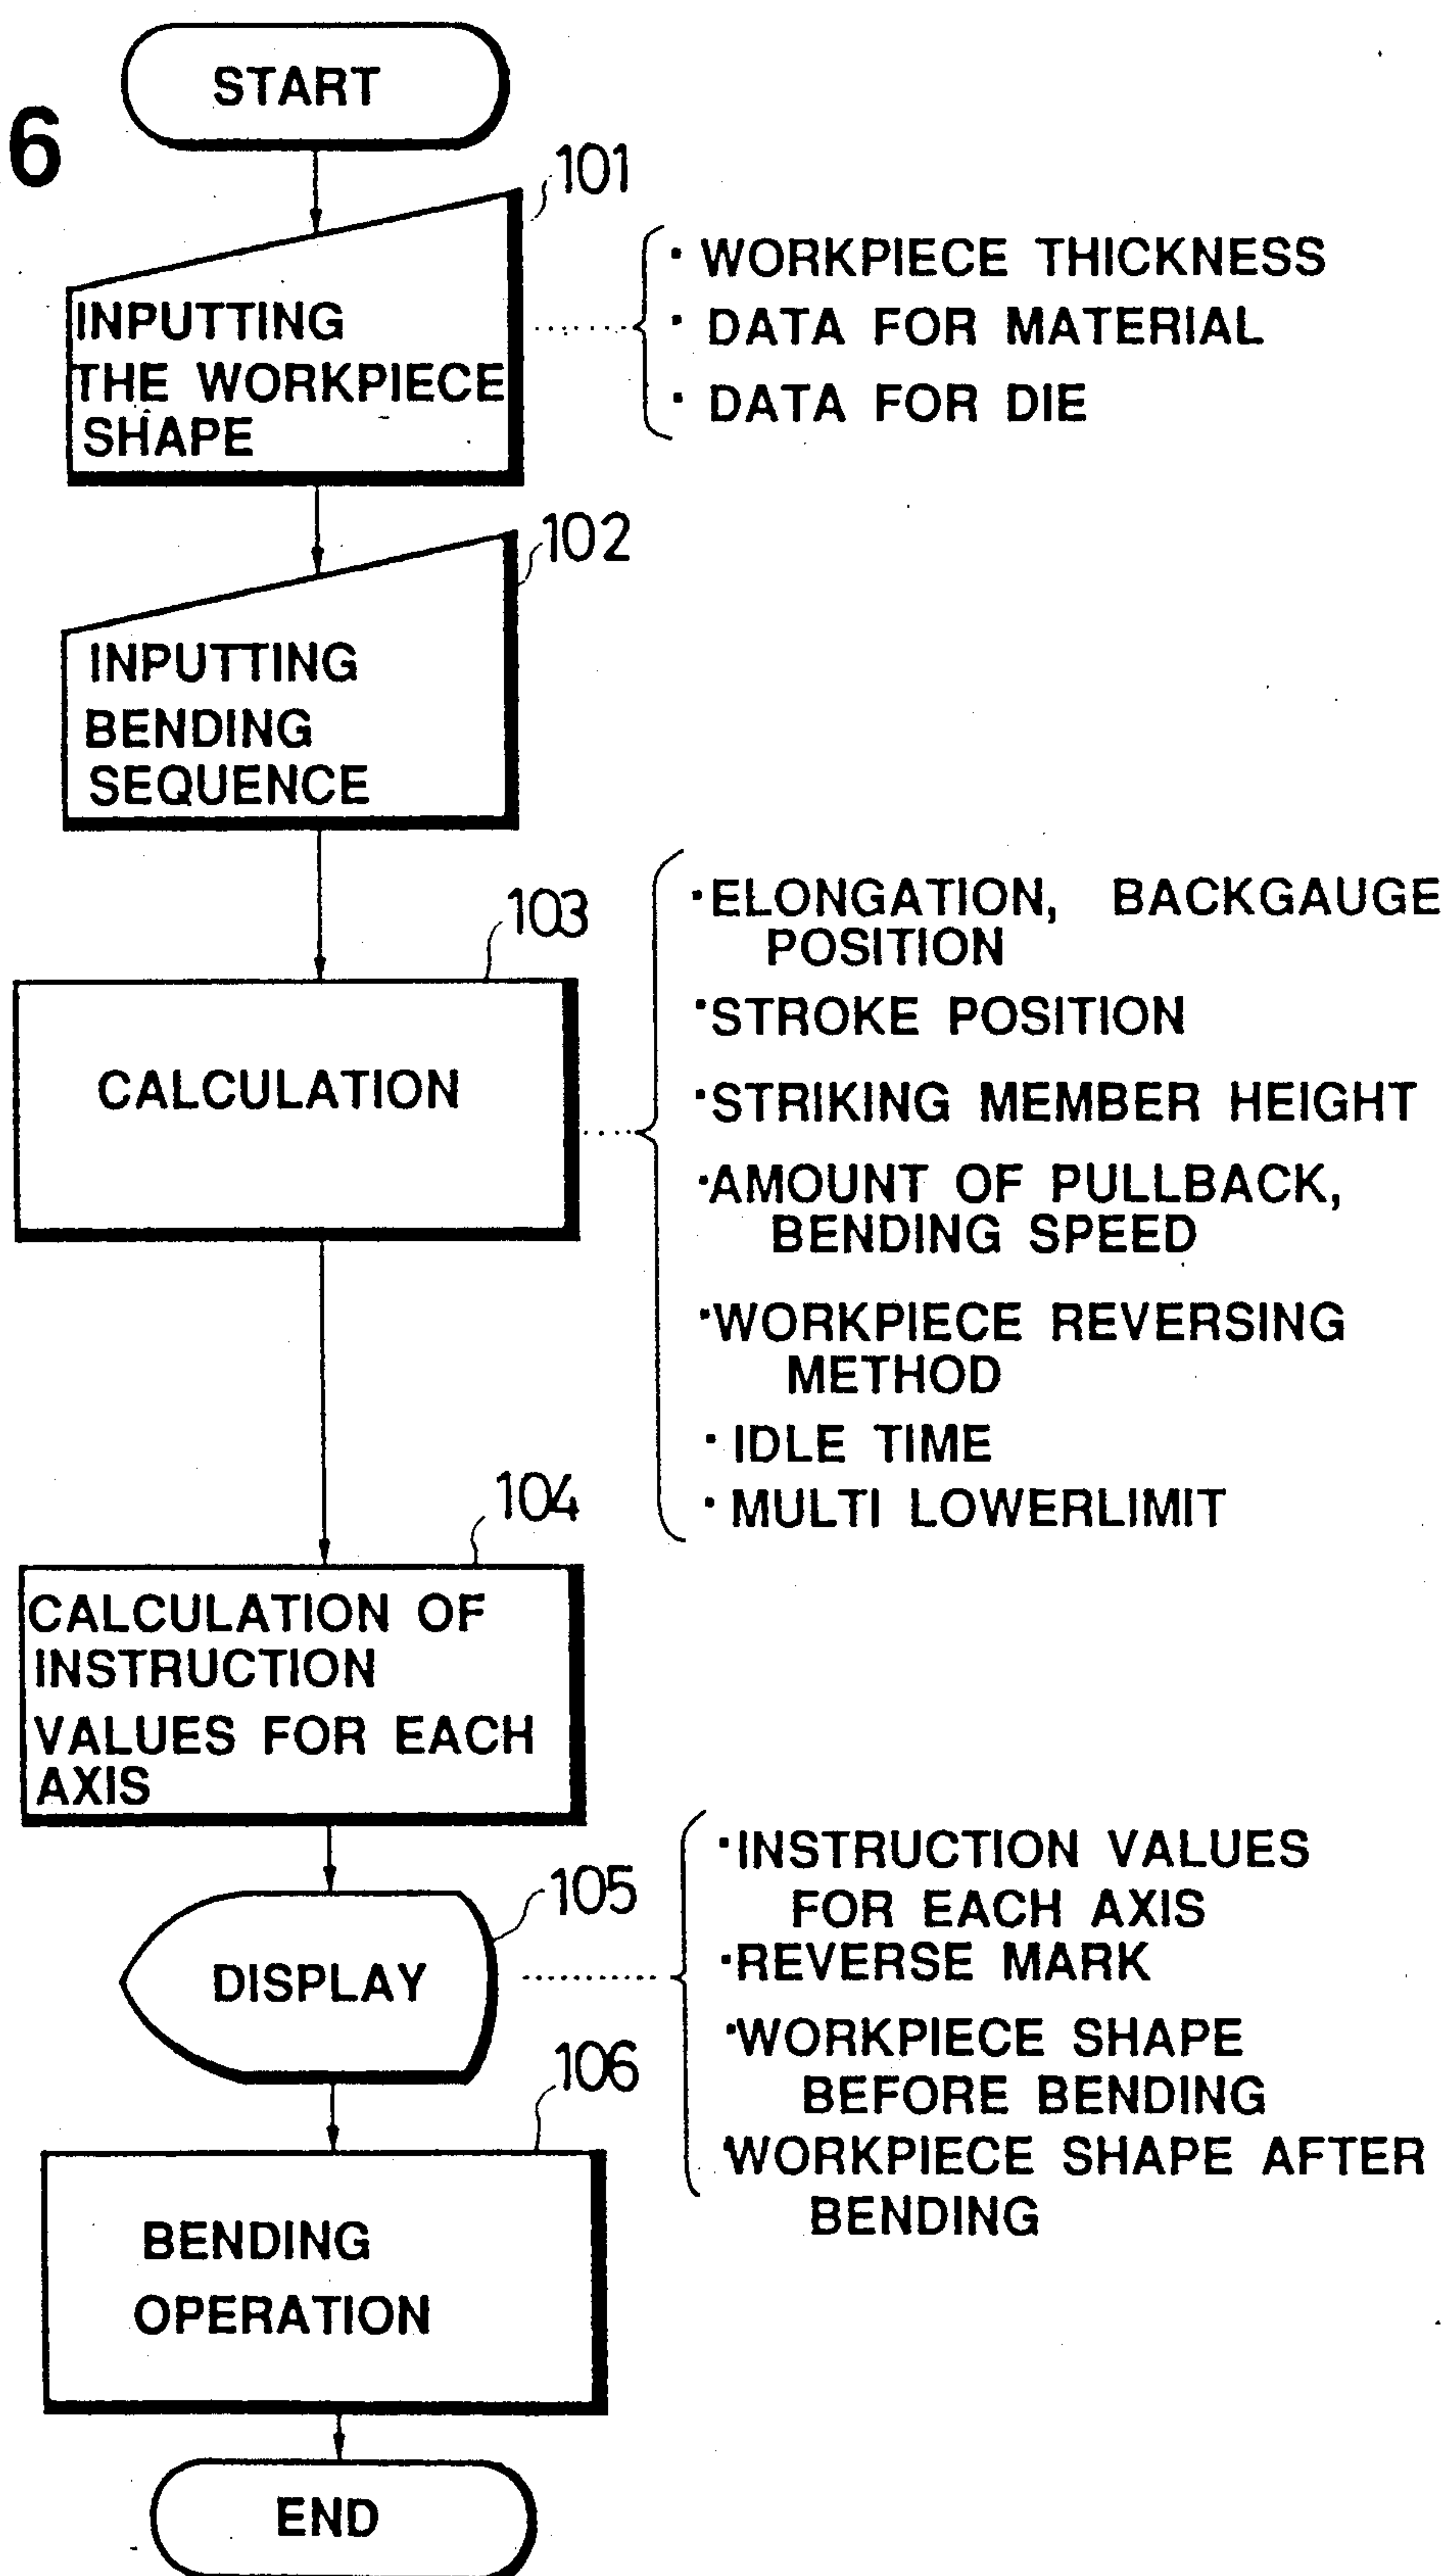 START
6
101
INPUTTING
THE WORKPIECE
SHAPE
· WORKPIECE THICKNESS
· DATA FOR MATERIAL
· DATA FOR DIE
102
INPUTTING
BENDING
SEQUENCE
103
CALCULATION
·ELONGATION, BACKGAUGE
POSITION
·STROKE POSITION
·STRIKING MEMBER HEIGHT
·AMOUNT OF PULLBACK,
BENDING SPEED
·WORKPIECE REVERSING
METHOD
· IDLE TIME
· MULTI LOWERLIMIT
104
CALCULATION OF
INSTRUCTION
VALUES FOR EACH
AXIS
105
DISPLAY
·INSTRUCTION VALUES
FOR EACH AXIS
·REVERSE MARK
·WORKPIECE SHAPE
BEFORE BENDING
·WORKPIECE SHAPE AFTER
BENDING
106
BENDING
OPERATION
END